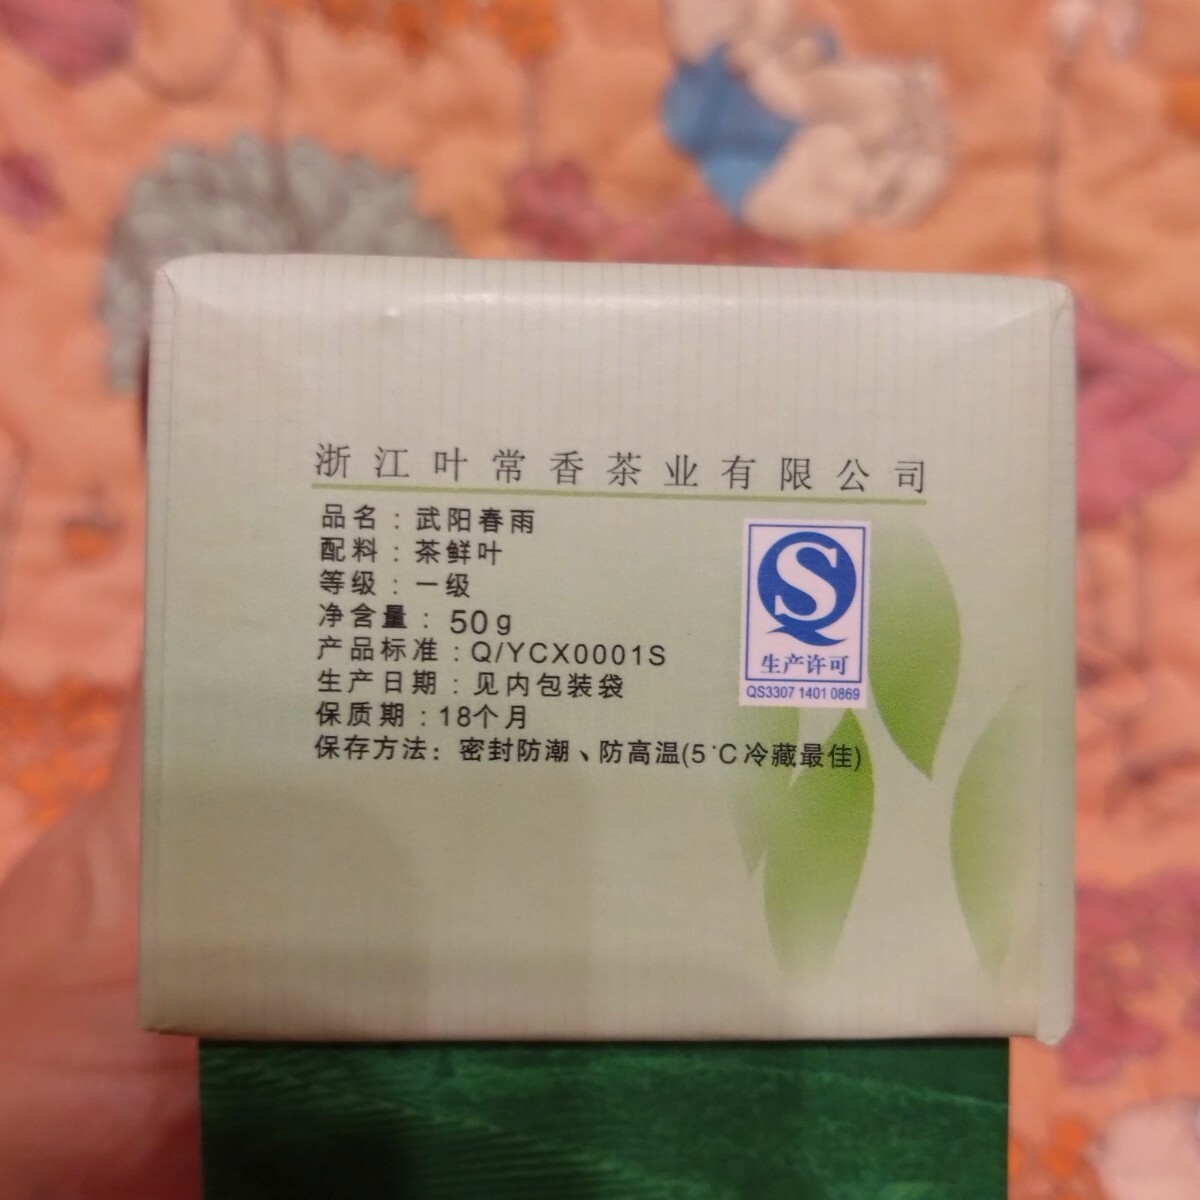 浙江叶常香茶业有限公司
品名：武阳春雨
配料：茶鲜叶
等级：一级
净含量：50g
产品标准：Q/YCX0001S
生产日期：见内包装袋
保质期：18个月
保存方法：密封防潮、防高温(5℃冷藏最佳)
QS
生产许可
QS3307 1401 0869